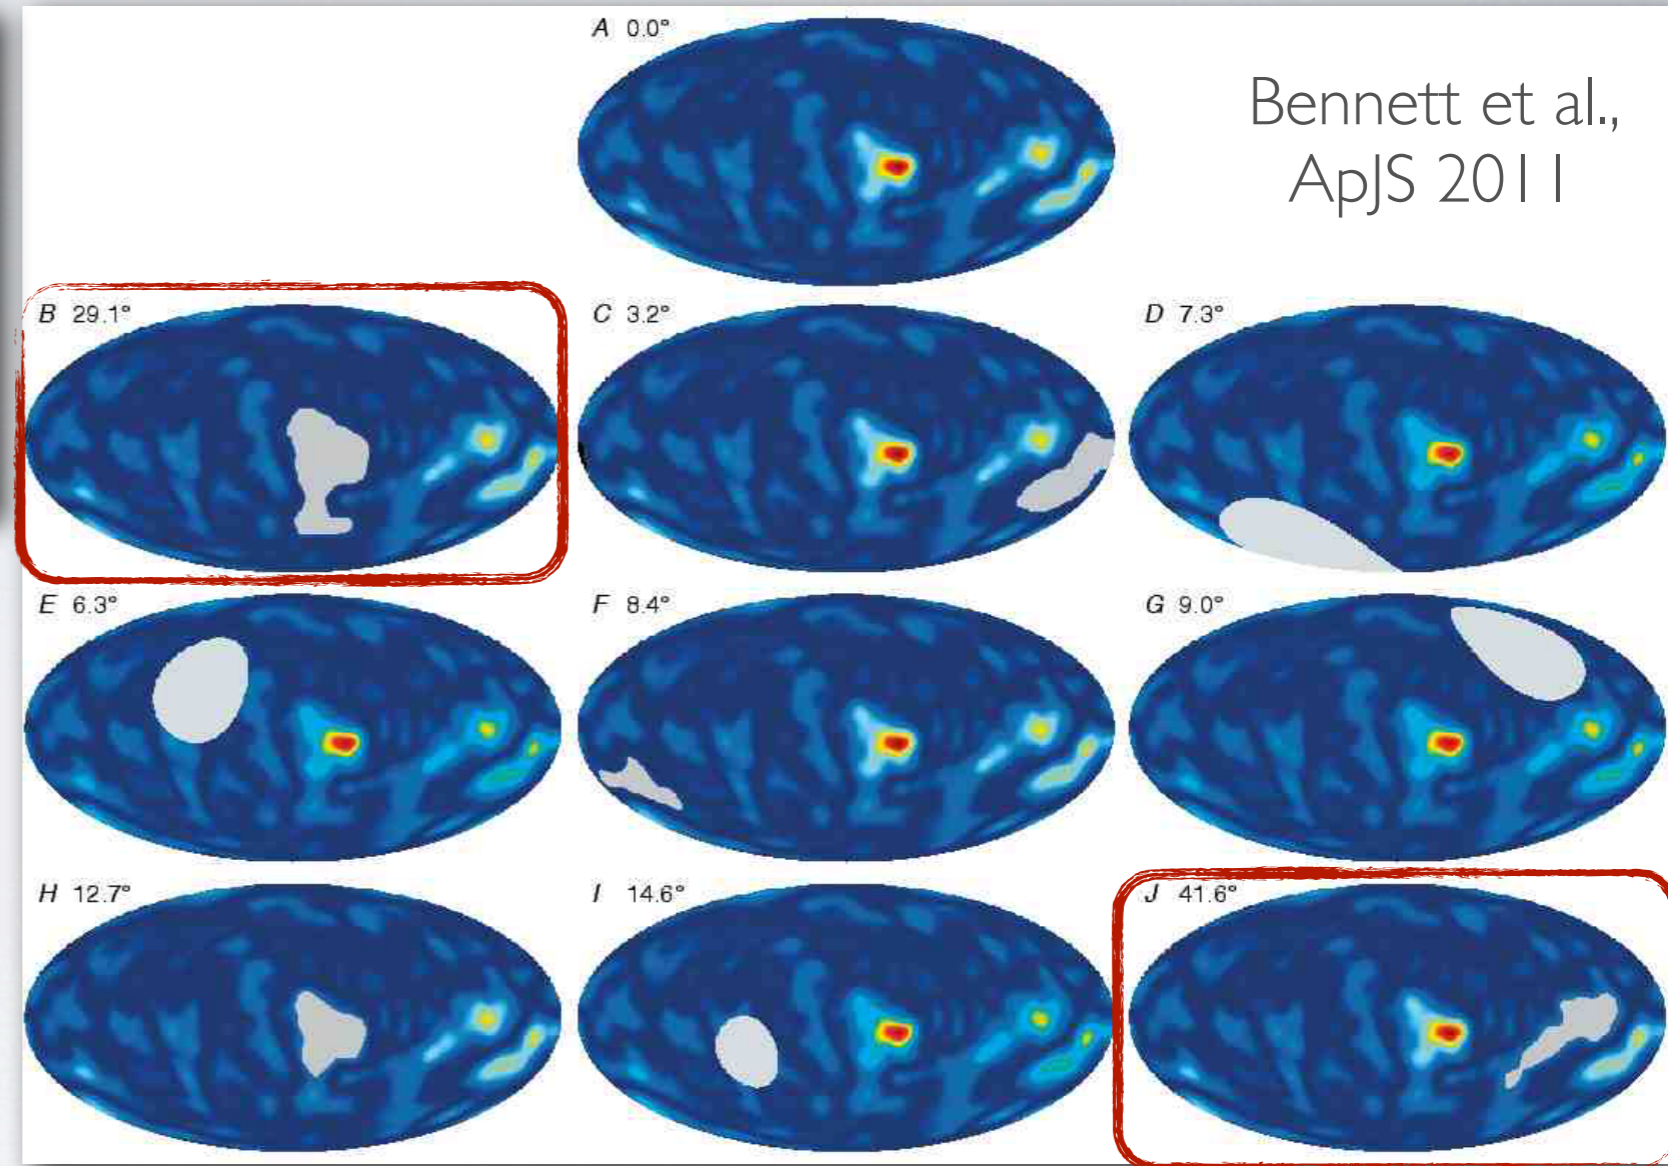 A 0.0°
Bennett et al.,
ApJS 2011
B 29.1°
C 3.2°
D 7.3°
E 6.3°
F 8.4°
G 9.0°
H 12.7°
I 14.6°
J 41.6°